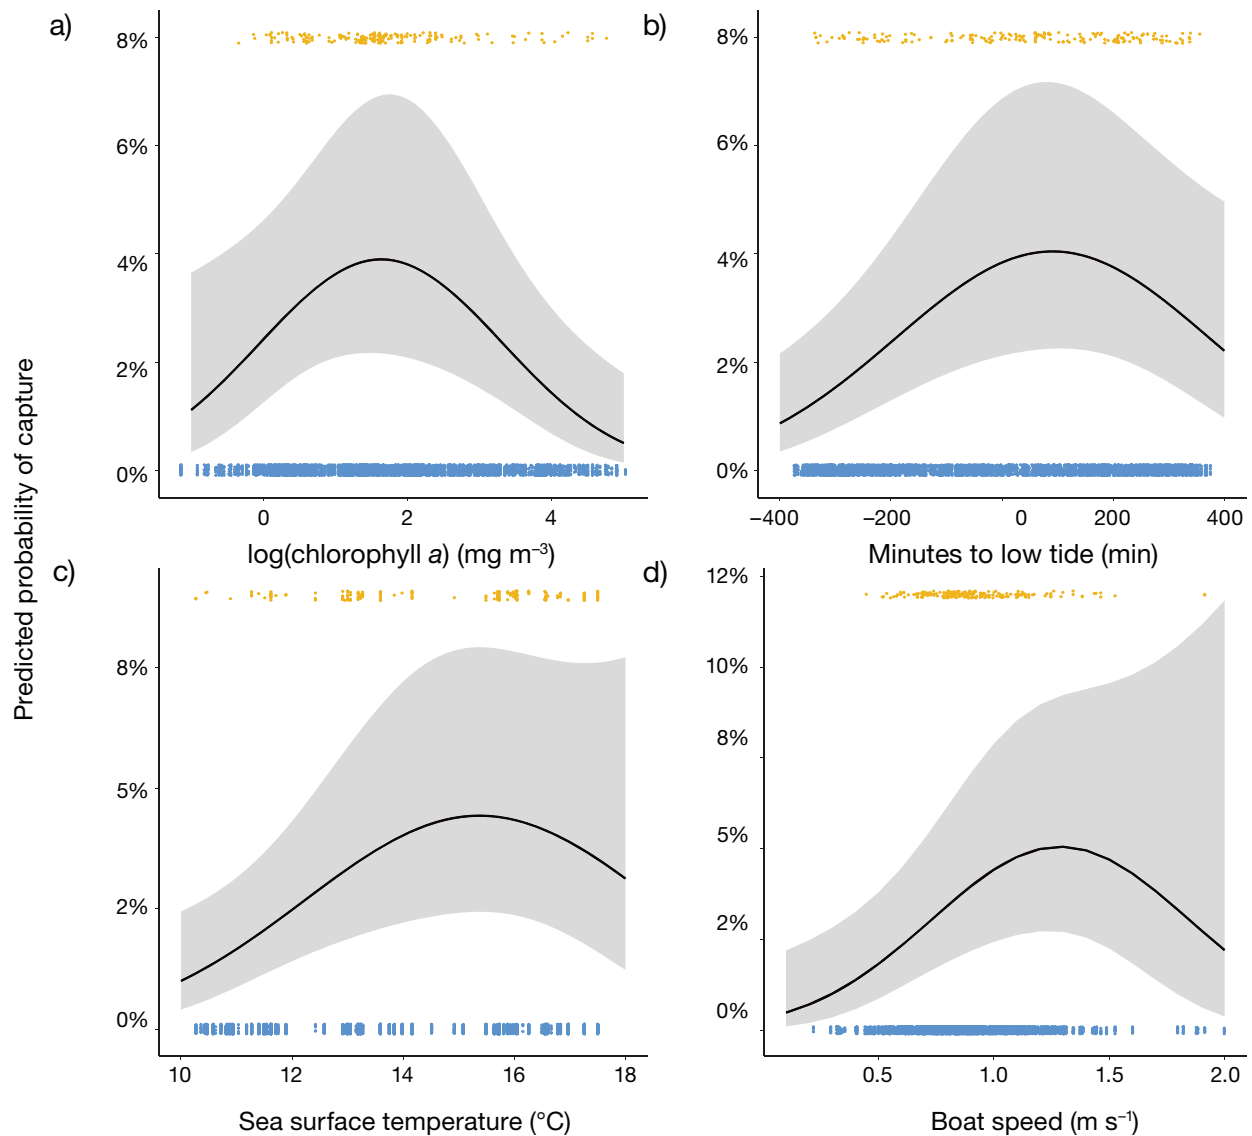 Predicted probability of capture
a)
8%
6%
4%
2%
0%
0 2 4
log(chlorophyll a) (mg m⁻³)
b)
8%
6%
4%
2%
0%
−400 −200 0 200 400
Minutes to low tide (min)
c)
8%
5%
2%
0%
10 12 14 16 18
Sea surface temperature (°C)
d)
12%
10%
8%
5%
2%
0%
0.5 1.0 1.5 2.0
Boat speed (m s⁻¹)